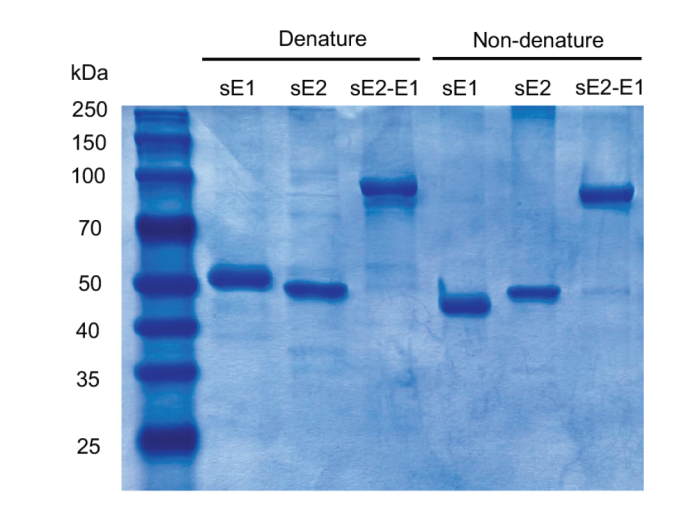 Denature
Non-denature
kDa
sE1
sE2
sE2-E1
sE1
sE2
sE2-E1
250
150
100
70
50
40
35
25